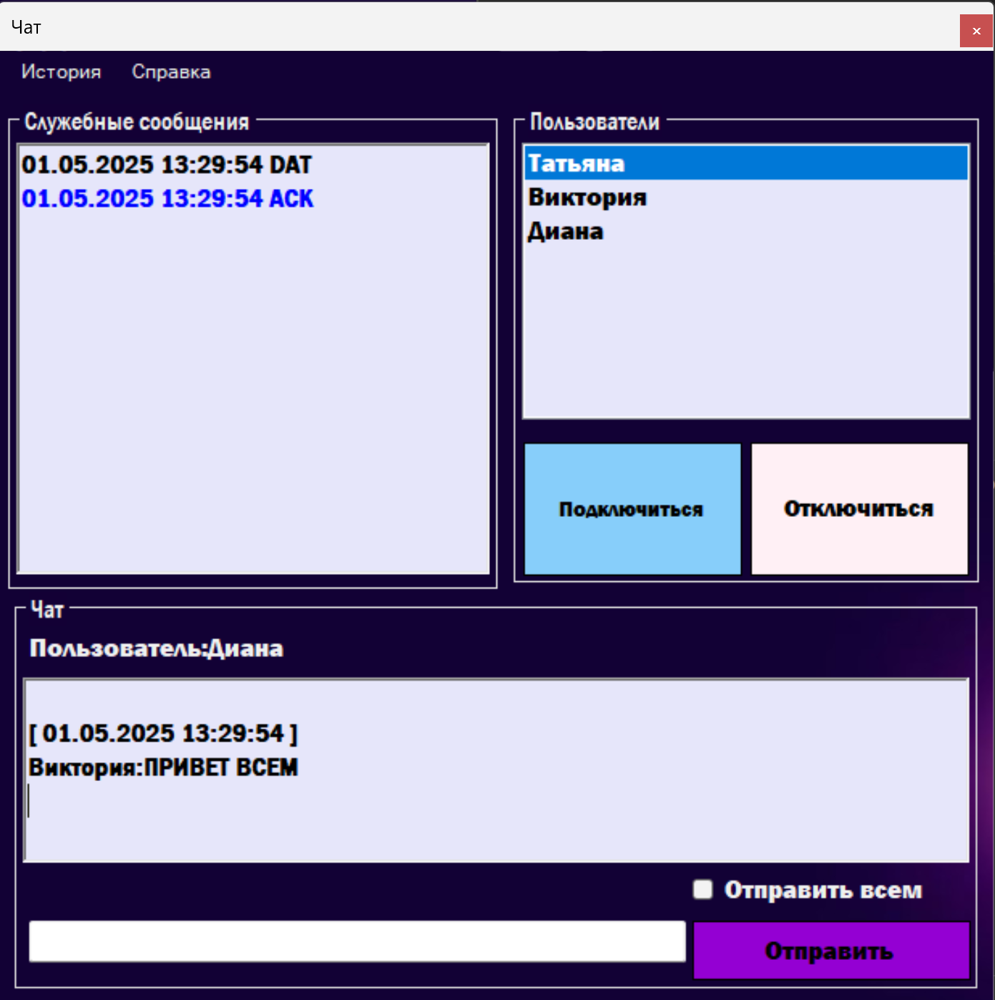 Чат
x
История Справка
Служебные сообщения
01.05.2025 13:29:54 DAT
01.05.2025 13:29:54 ACK
Пользователи
Татьяна
Виктория
Диана
Подключиться
Отключиться
Чат
Пользователь:Диана
[ 01.05.2025 13:29:54 ]
Виктория:ПРИВЕТ ВСЕМ
Отправить всем
Отправить